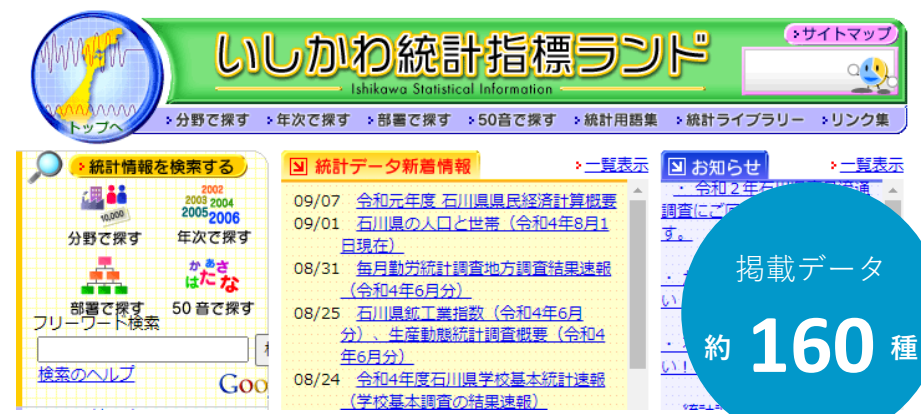 サイトマップ
いしかわ統計指標ランド
Ishikawa Statistical Information
トップへ
分野で探す 年次で探す 部署で探す 50音で探す 統計用語集 統計ライブラリー リンク集
統計情報を検索する
10,000
2002
2003 2004
2005 2006
分野で探す 年次で探す
かあさ
はたな
部署で探す 50音で探す
フリーワード検索
検索のヘルプ
統計データ新着情報 一覧表示
09/07 令和元年度 石川県県民経済計算概要
09/01 石川県の人口と世帯（令和4年8月1
日現在）
08/31 毎月勤労統計調査地方調査結果速報
（令和4年6月分）
08/25 石川県鉱工業指数（令和4年6月
分）、生産動態統計調査概要（令和4
年6月分）
08/24 令和4年度石川県学校基本統計速報
（学校基本調査の結果速報）
お知らせ 一覧表示
・ 令和２年石
調査にご
す。
掲載データ
約 160 種